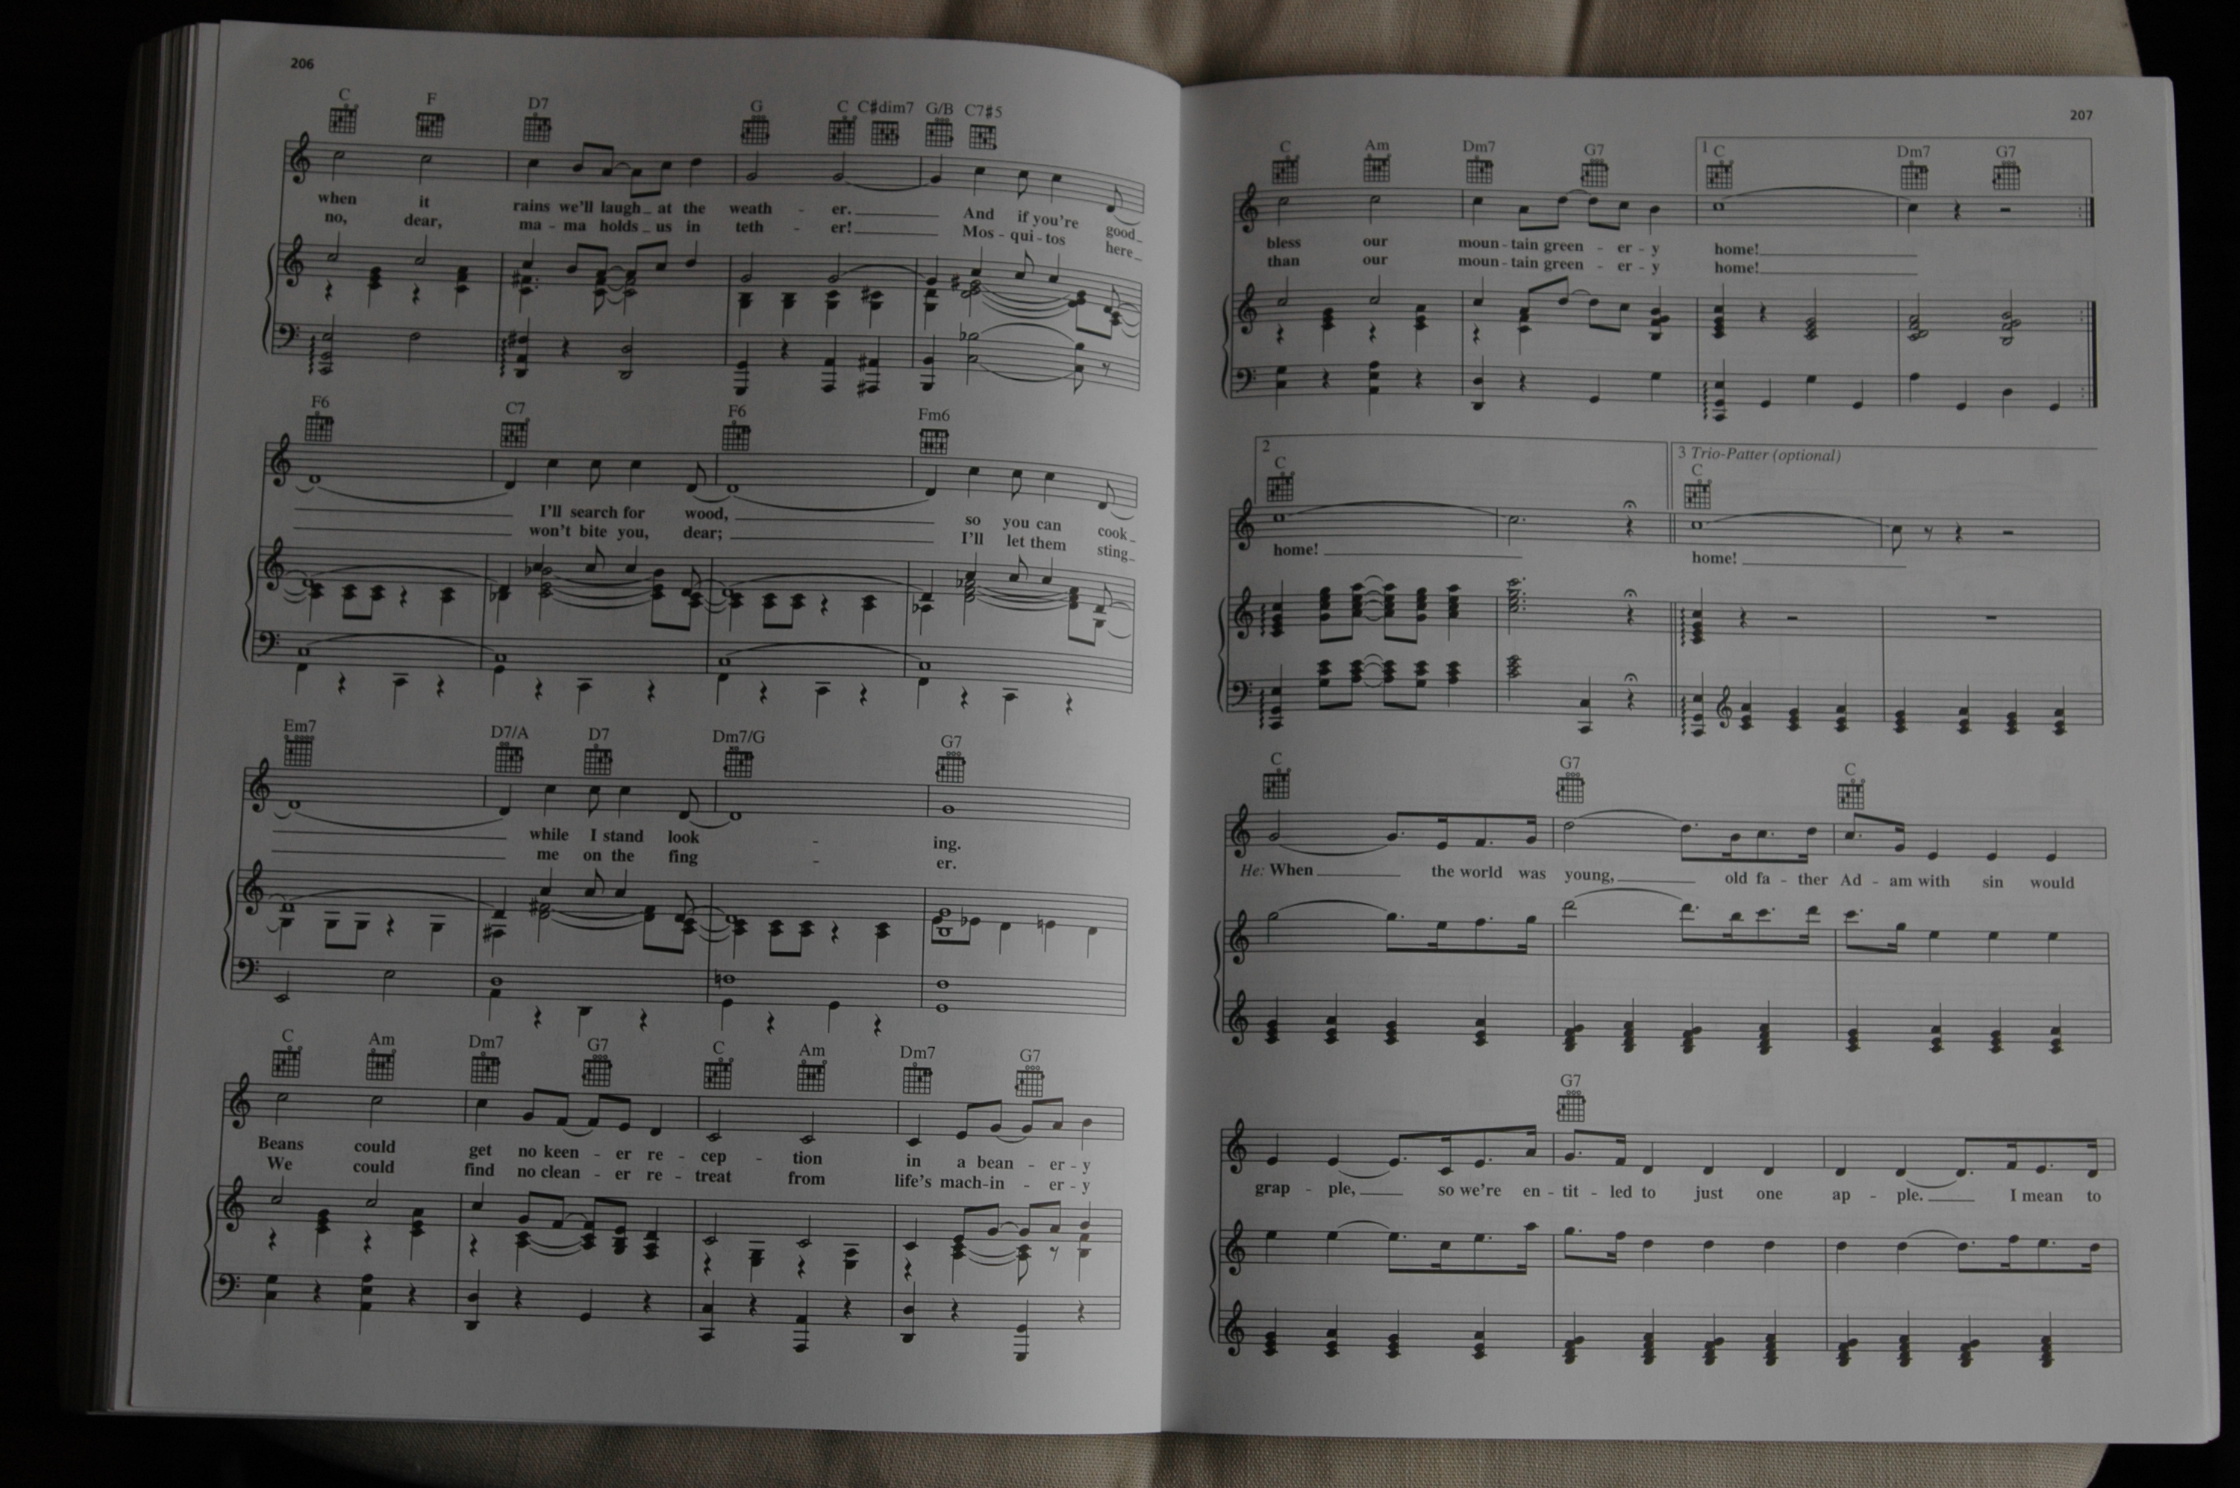 206
C F D7 G C C♯dim7 G/B C7♯5
when it rains we'll laugh_ at the weath - er. And if you're good_
no, dear, ma - ma holds_ us in teth - er! Mos - qui - tos here_
F6 C7 F6 Fm6
I'll search for wood, so you can cook_
won't bite you, dear; I'll let them sting_
Em7 D7/A D7 Dm7/G G7
while I stand look - ing.
me on the fing - er.
C Am Dm7 G7 C Am Dm7 G7
Beans could get no keen - er re - cep - tion in a bean - er - y
We could find no clean - er re - treat from life's mach - in - er - y
207
C Am Dm7 G7 1 C Dm7 G7
bless our moun - tain green - er - y home!
than our moun - tain green - er - y home!
2 C 3 Trio-Patter (optional) C
home! home!
C G7 C
He: When the world was young, old fa - ther Ad - am with sin would
G7
grap - ple, so we're en - tit - led to just one ap - ple. I mean to